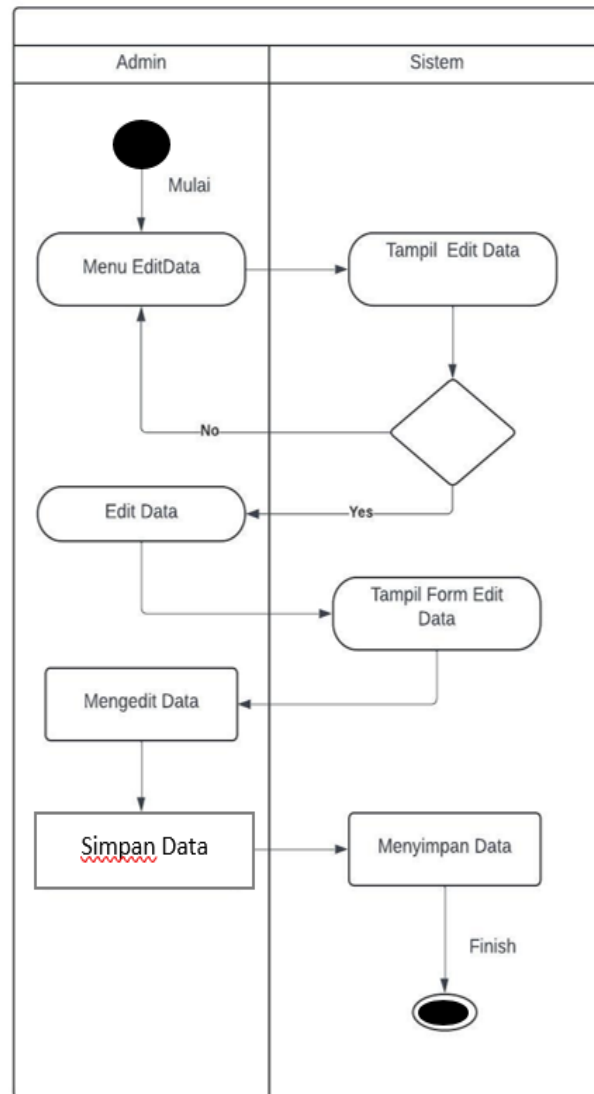 Admin
Sistem
Mulai
Menu EditData
Tampil Edit Data
No
Edit Data
Yes
Tampil Form Edit
Data
Mengedit Data
Simpan Data
Menyimpan Data
Finish